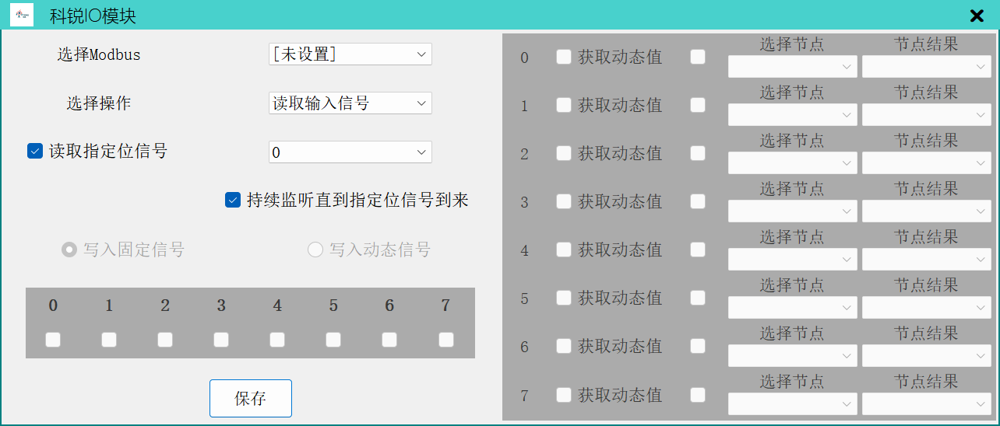 科锐IO模块
选择Modbus
[未设置]
选择操作
读取输入信号
读取指定位信号
0
持续监听直到指定位信号到来
写入固定信号
写入动态信号
0 1 2 3 4 5 6 7
保存
0 获取动态值 选择节点 节点结果
1 获取动态值 选择节点 节点结果
2 获取动态值 选择节点 节点结果
3 获取动态值 选择节点 节点结果
4 获取动态值 选择节点 节点结果
5 获取动态值 选择节点 节点结果
6 获取动态值 选择节点 节点结果
7 获取动态值 选择节点 节点结果